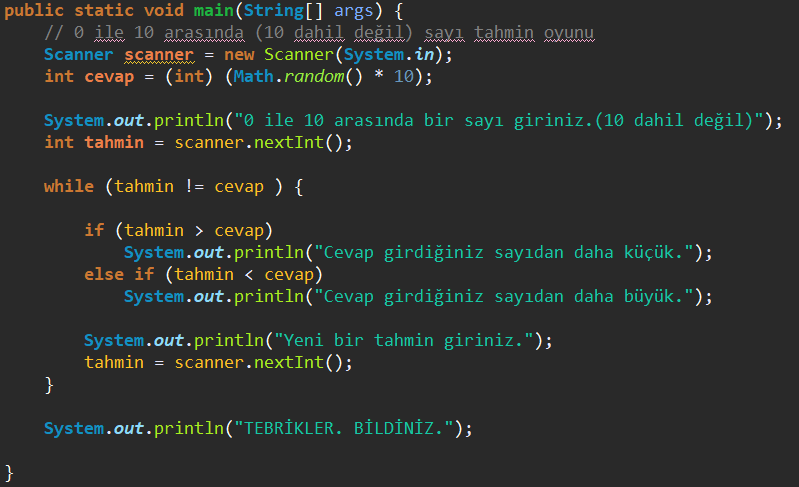 public static void main(String[] args) {
// 0 ile 10 arasında (10 dahil değil) sayı tahmin oyunu
Scanner scanner = new Scanner(System.in);
int cevap = (int) (Math.random() * 10);
System.out.println("0 ile 10 arasında bir sayı giriniz.(10 dahil değil)");
int tahmin = scanner.nextInt();
while (tahmin != cevap ) {
if (tahmin > cevap)
System.out.println("Cevap girdiğiniz sayıdan daha küçük.");
else if (tahmin < cevap)
System.out.println("Cevap girdiğiniz sayıdan daha büyük.");
System.out.println("Yeni bir tahmin giriniz.");
tahmin = scanner.nextInt();
}
System.out.println("TEBRİKLER. BİLDİNİZ.");
}